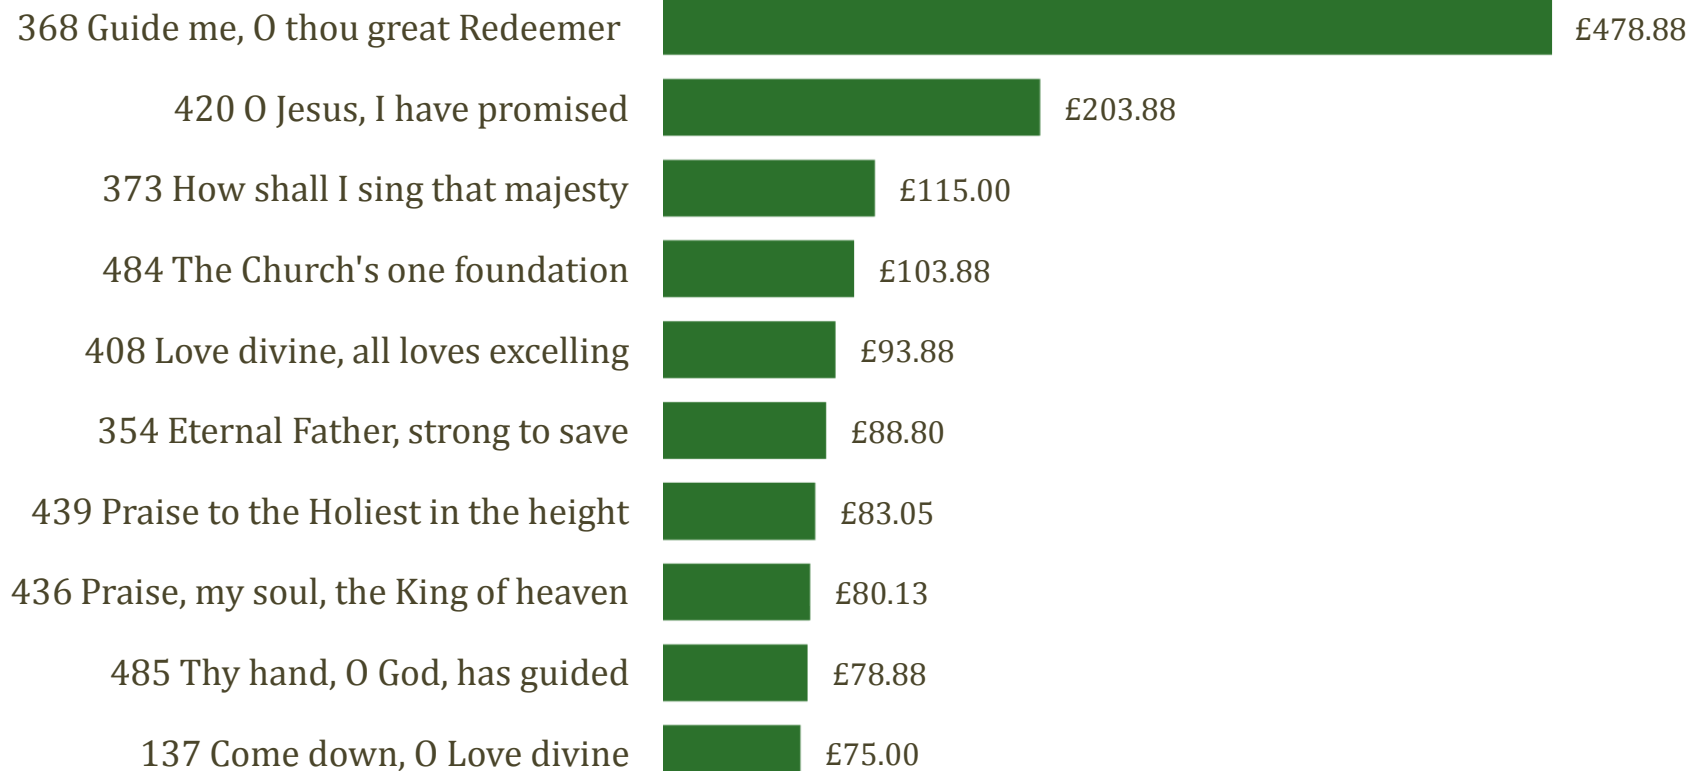 368 Guide me, O thou great Redeemer £478.88
420 O Jesus, I have promised £203.88
373 How shall I sing that majesty £115.00
484 The Church's one foundation £103.88
408 Love divine, all loves excelling £93.88
354 Eternal Father, strong to save £88.80
439 Praise to the Holiest in the height £83.05
436 Praise, my soul, the King of heaven £80.13
485 Thy hand, O God, has guided £78.88
137 Come down, O Love divine £75.00